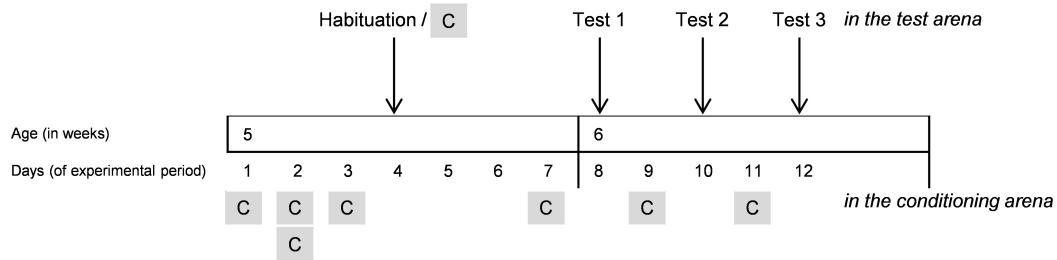 Habituation / C Test 1 Test 2 Test 3 in the test arena
Age (in weeks) 5 6
Days (of experimental period) 1 2 3 4 5 6 7 8 9 10 11 12
C C C C C C in the conditioning arena
C